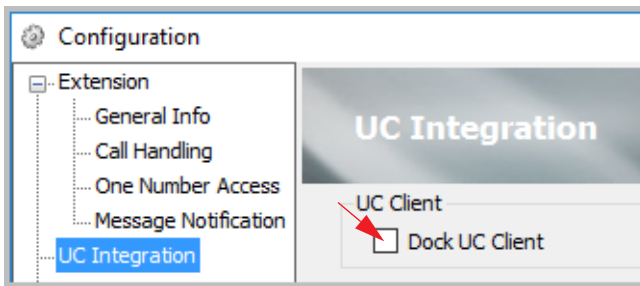 Configuration
Extension
General Info
Call Handling
One Number Access
Message Notification
UC Integration
UC Integration
UC Client
Dock UC Client